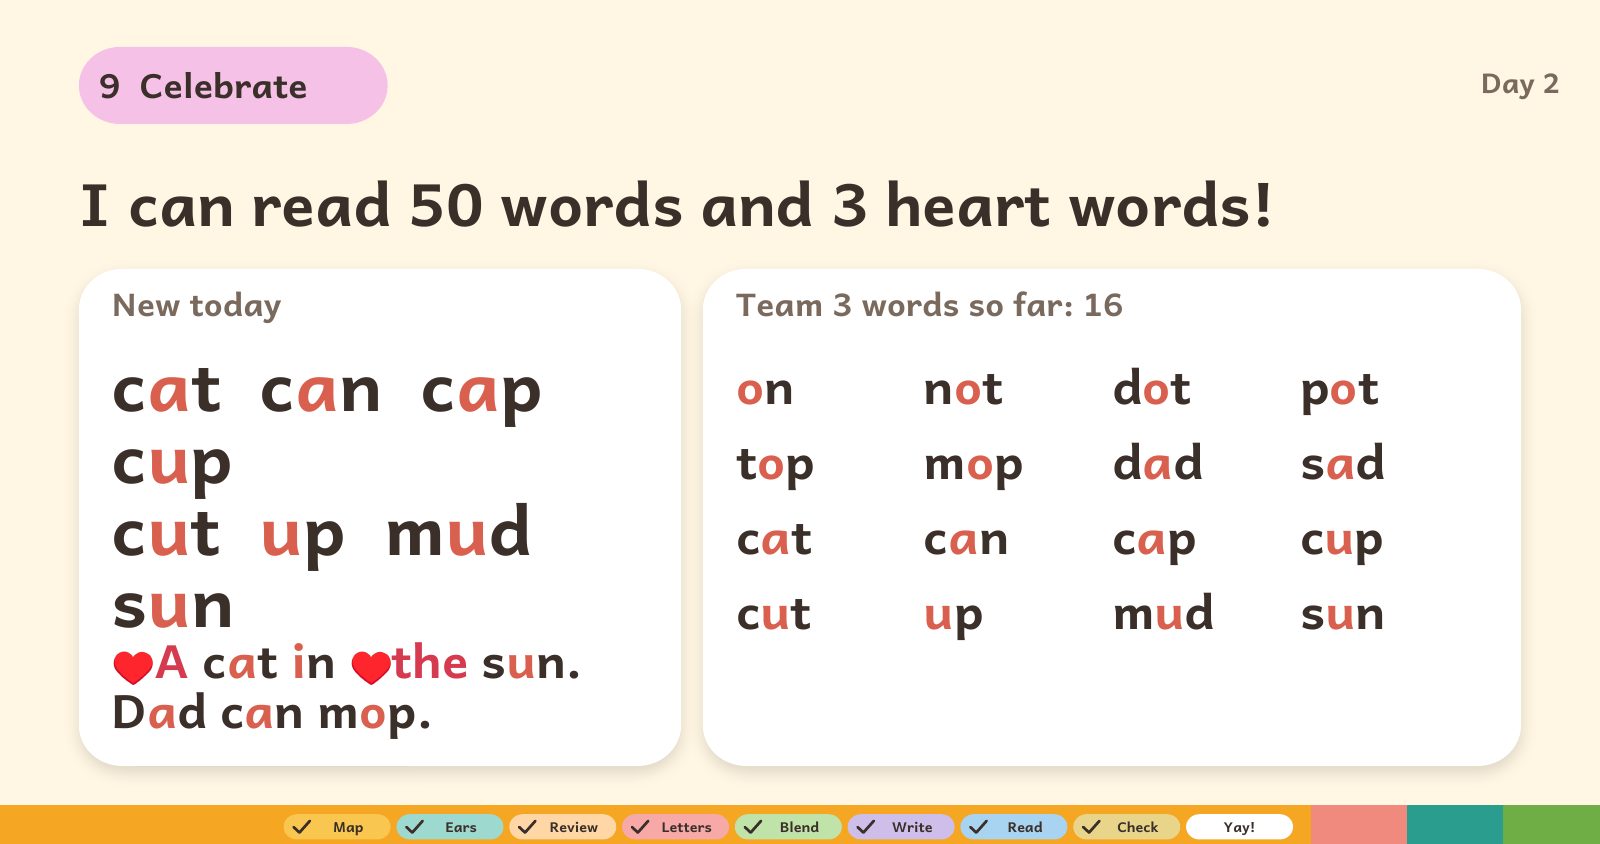 9 Celebrate
Day 2
I can read 50 words and 3 heart words!
New today
cat can cap
cup
cut up mud
sun
A cat in the sun.
Dad can mop.
Team 3 words so far: 16
on not dot pot
top mop dad sad
cat can cap cup
cut up mud sun
Map Ears Review Letters Blend Write Read Check Yay!